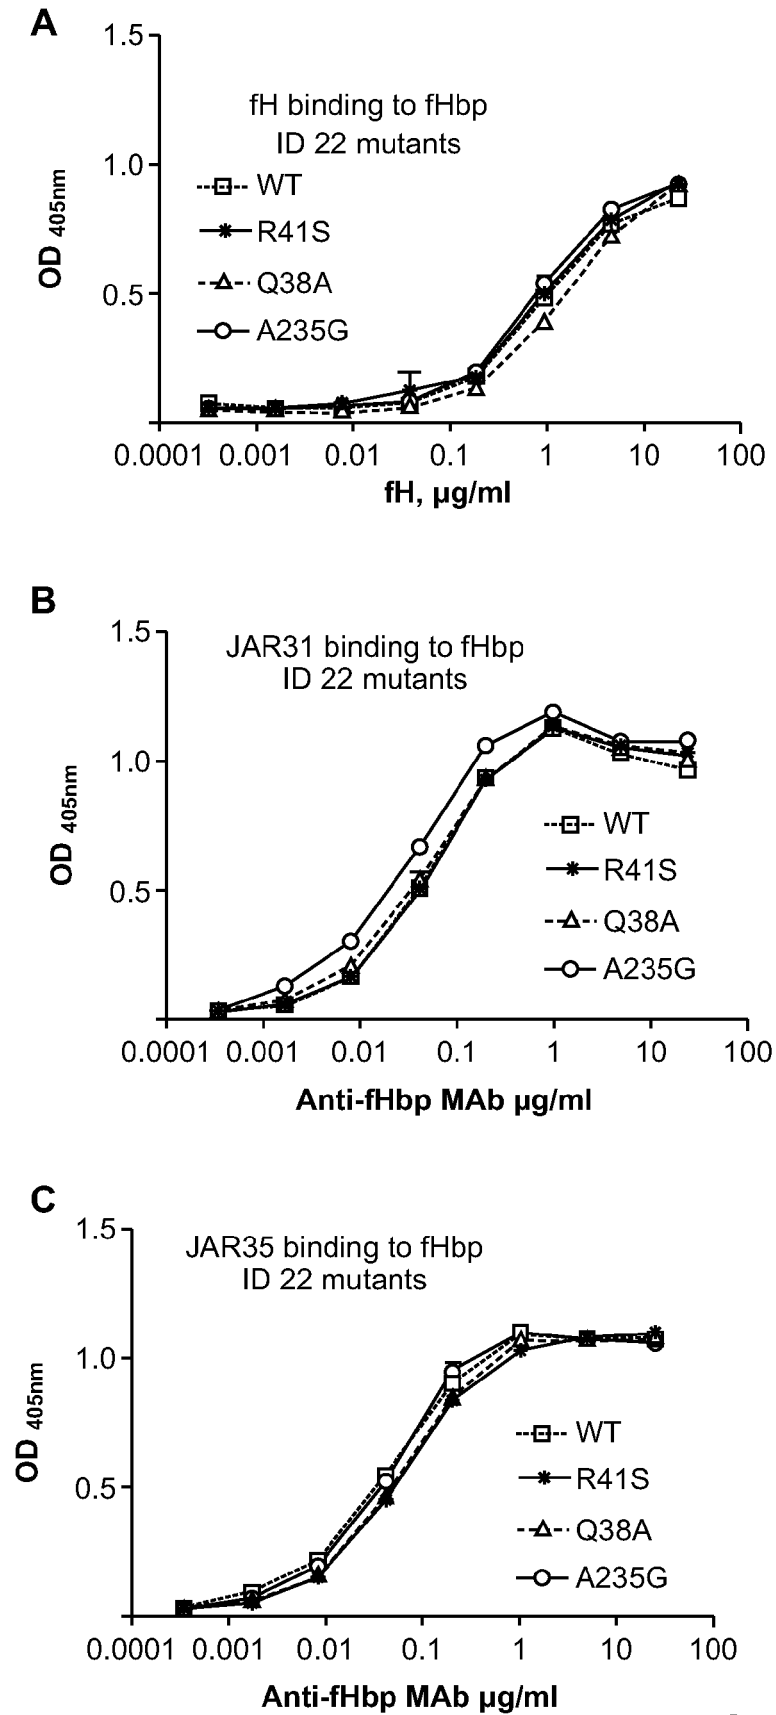 A
1.5
1.0
0.5
OD 405nm
fH binding to fHbp
ID 22 mutants
WT
R41S
Q38A
A235G
0.0001 0.001 0.01 0.1 1 10 100
fH, µg/ml
B
1.5
1.0
0.5
OD 405nm
JAR31 binding to fHbp
ID 22 mutants
WT
R41S
Q38A
A235G
0.0001 0.001 0.01 0.1 1 10 100
Anti-fHbp MAb µg/ml
C
1.5
1.0
0.5
OD 405nm
JAR35 binding to fHbp
ID 22 mutants
WT
R41S
Q38A
A235G
0.0001 0.001 0.01 0.1 1 10 100
Anti-fHbp MAb µg/ml